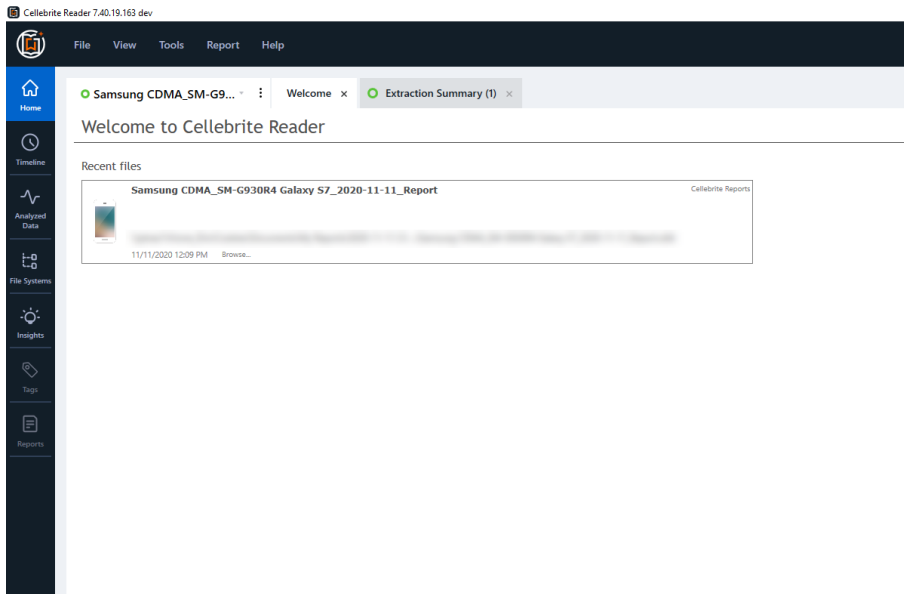 Cellebrite Reader 7.40.19.163 dev
File View Tools Report Help
Home
Timeline
Analyzed
Data
File Systems
Insights
Tags
Reports
Samsung CDMA_SM-G9... Welcome x Extraction Summary (1) x
Welcome to Cellebrite Reader
Recent files
Samsung CDMA_SM-G930R4 Galaxy S7_2020-11-11_Report Cellebrite Reports
11/11/2020 12:09 PM Browse...